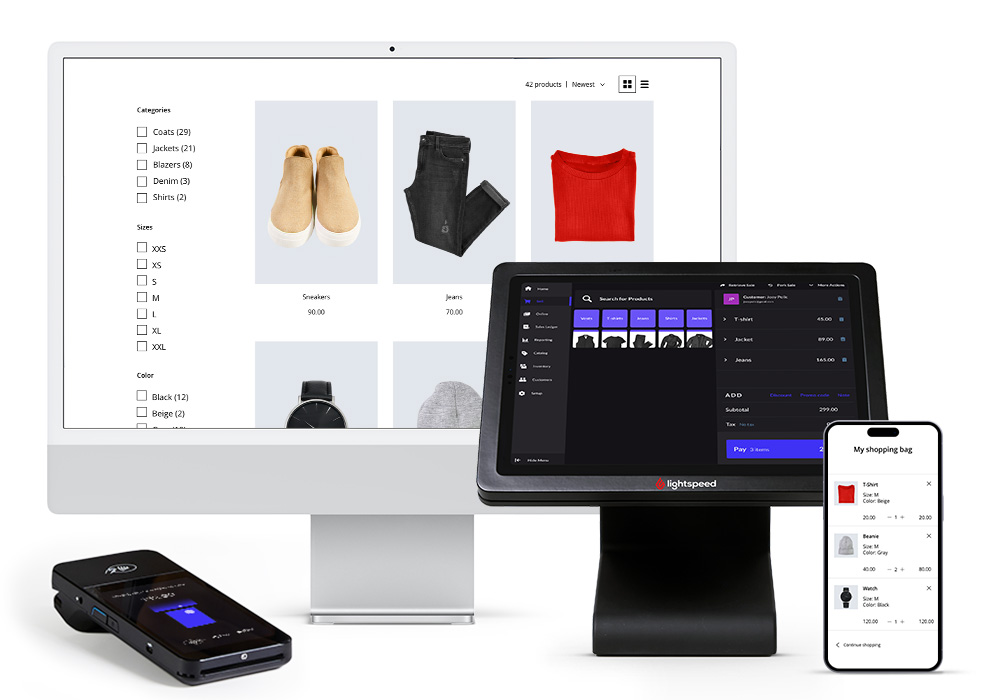 42 products | Newest
Categories
Coats (29)
Jackets (21)
Blazers (8)
Denim (3)
Shirts (2)
Sizes
XXS
XS
S
M
L
XL
XXL
Color
Black (12)
Beige (2)
Sneakers
90.00
Jeans
70.00
Home
Online
Sales Ledger
Reporting
Catalog
Inventory
Customers
Setup
Hide Menu
Search for Products
T-shirts
Jeans
Shirts
Jackets
Retrieve Sale
Park Sale
More Actions
JP
Customer:
T-shirt 45.00
Jacket 89.00
Jeans 165.00
ADD Discount Promo code Note
Subtotal 299.00
Tax No tax
Pay 3 items
lightspeed
My shopping bag
T-Shirt
Size: M
Color: Beige
20.00 − 1 + 20.00
Beanie
Size: M
Color: Gray
40.00 − 2 + 80.00
Watch
Size: M
Color: Black
120.00 − 1 + 120.00
Continue shopping